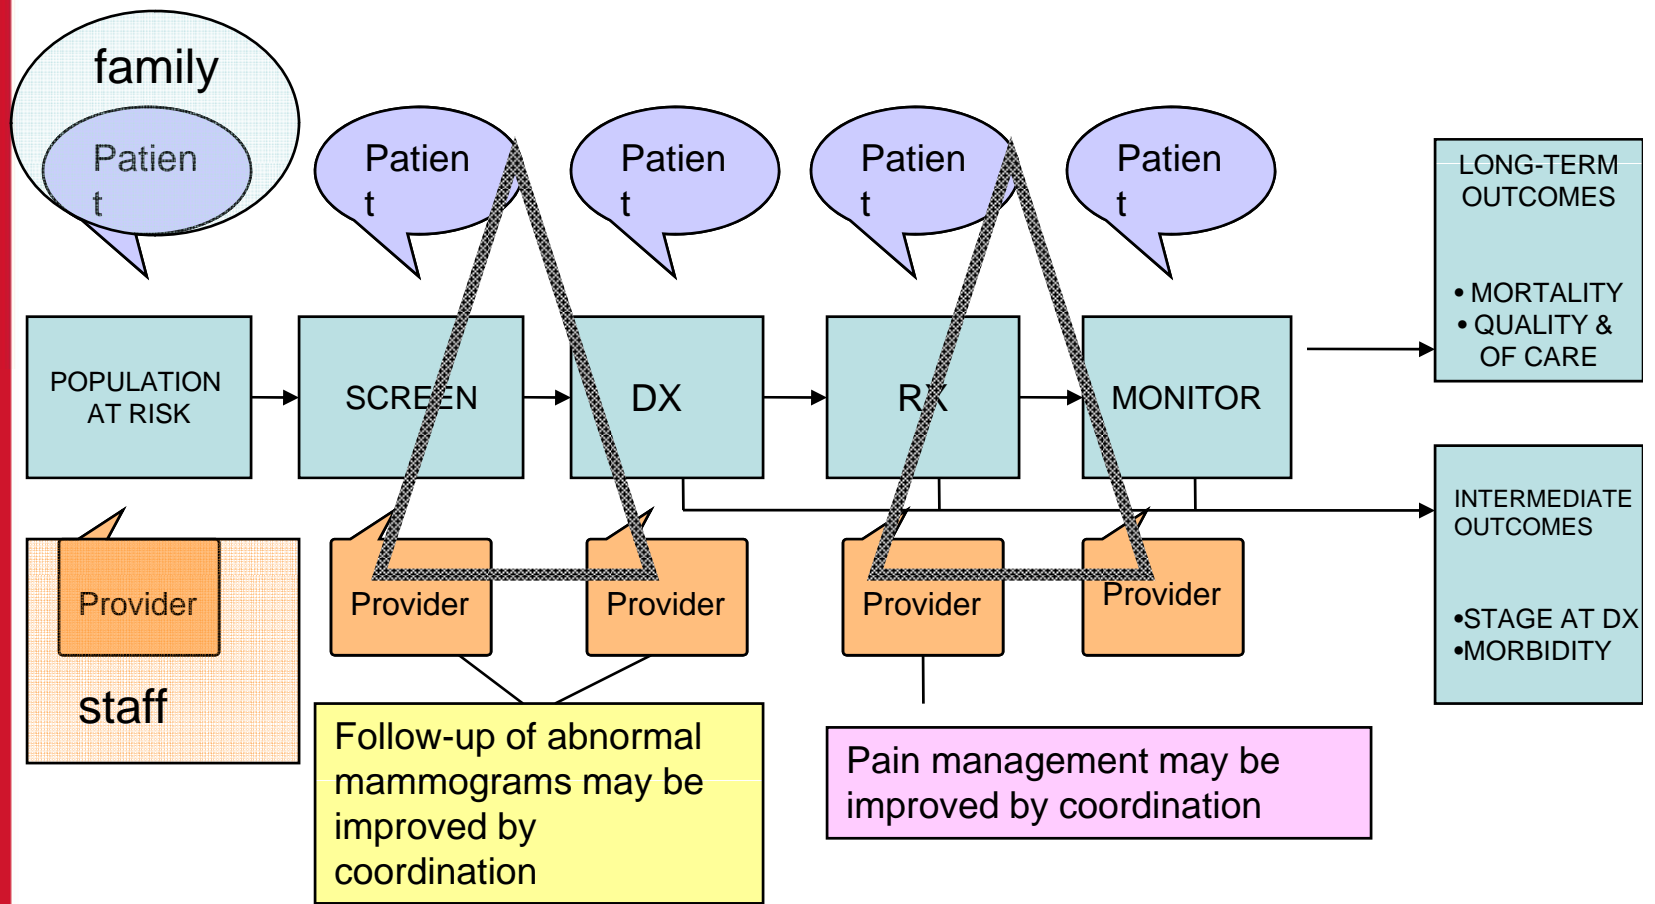 family
Patien
t
Patien
t
Patien
t
Patien
t
Patien
t
LONG-TERM
OUTCOMES
• MORTALITY
• QUALITY &
OF CARE
POPULATION
AT RISK
SCREEN
DX
RX
MONITOR
INTERMEDIATE
OUTCOMES
•STAGE AT DX
•MORBIDITY
Provider
Provider
Provider
Provider
Provider
staff
Follow-up of abnormal
mammograms may be
improved by
coordination
Pain management may be
improved by coordination